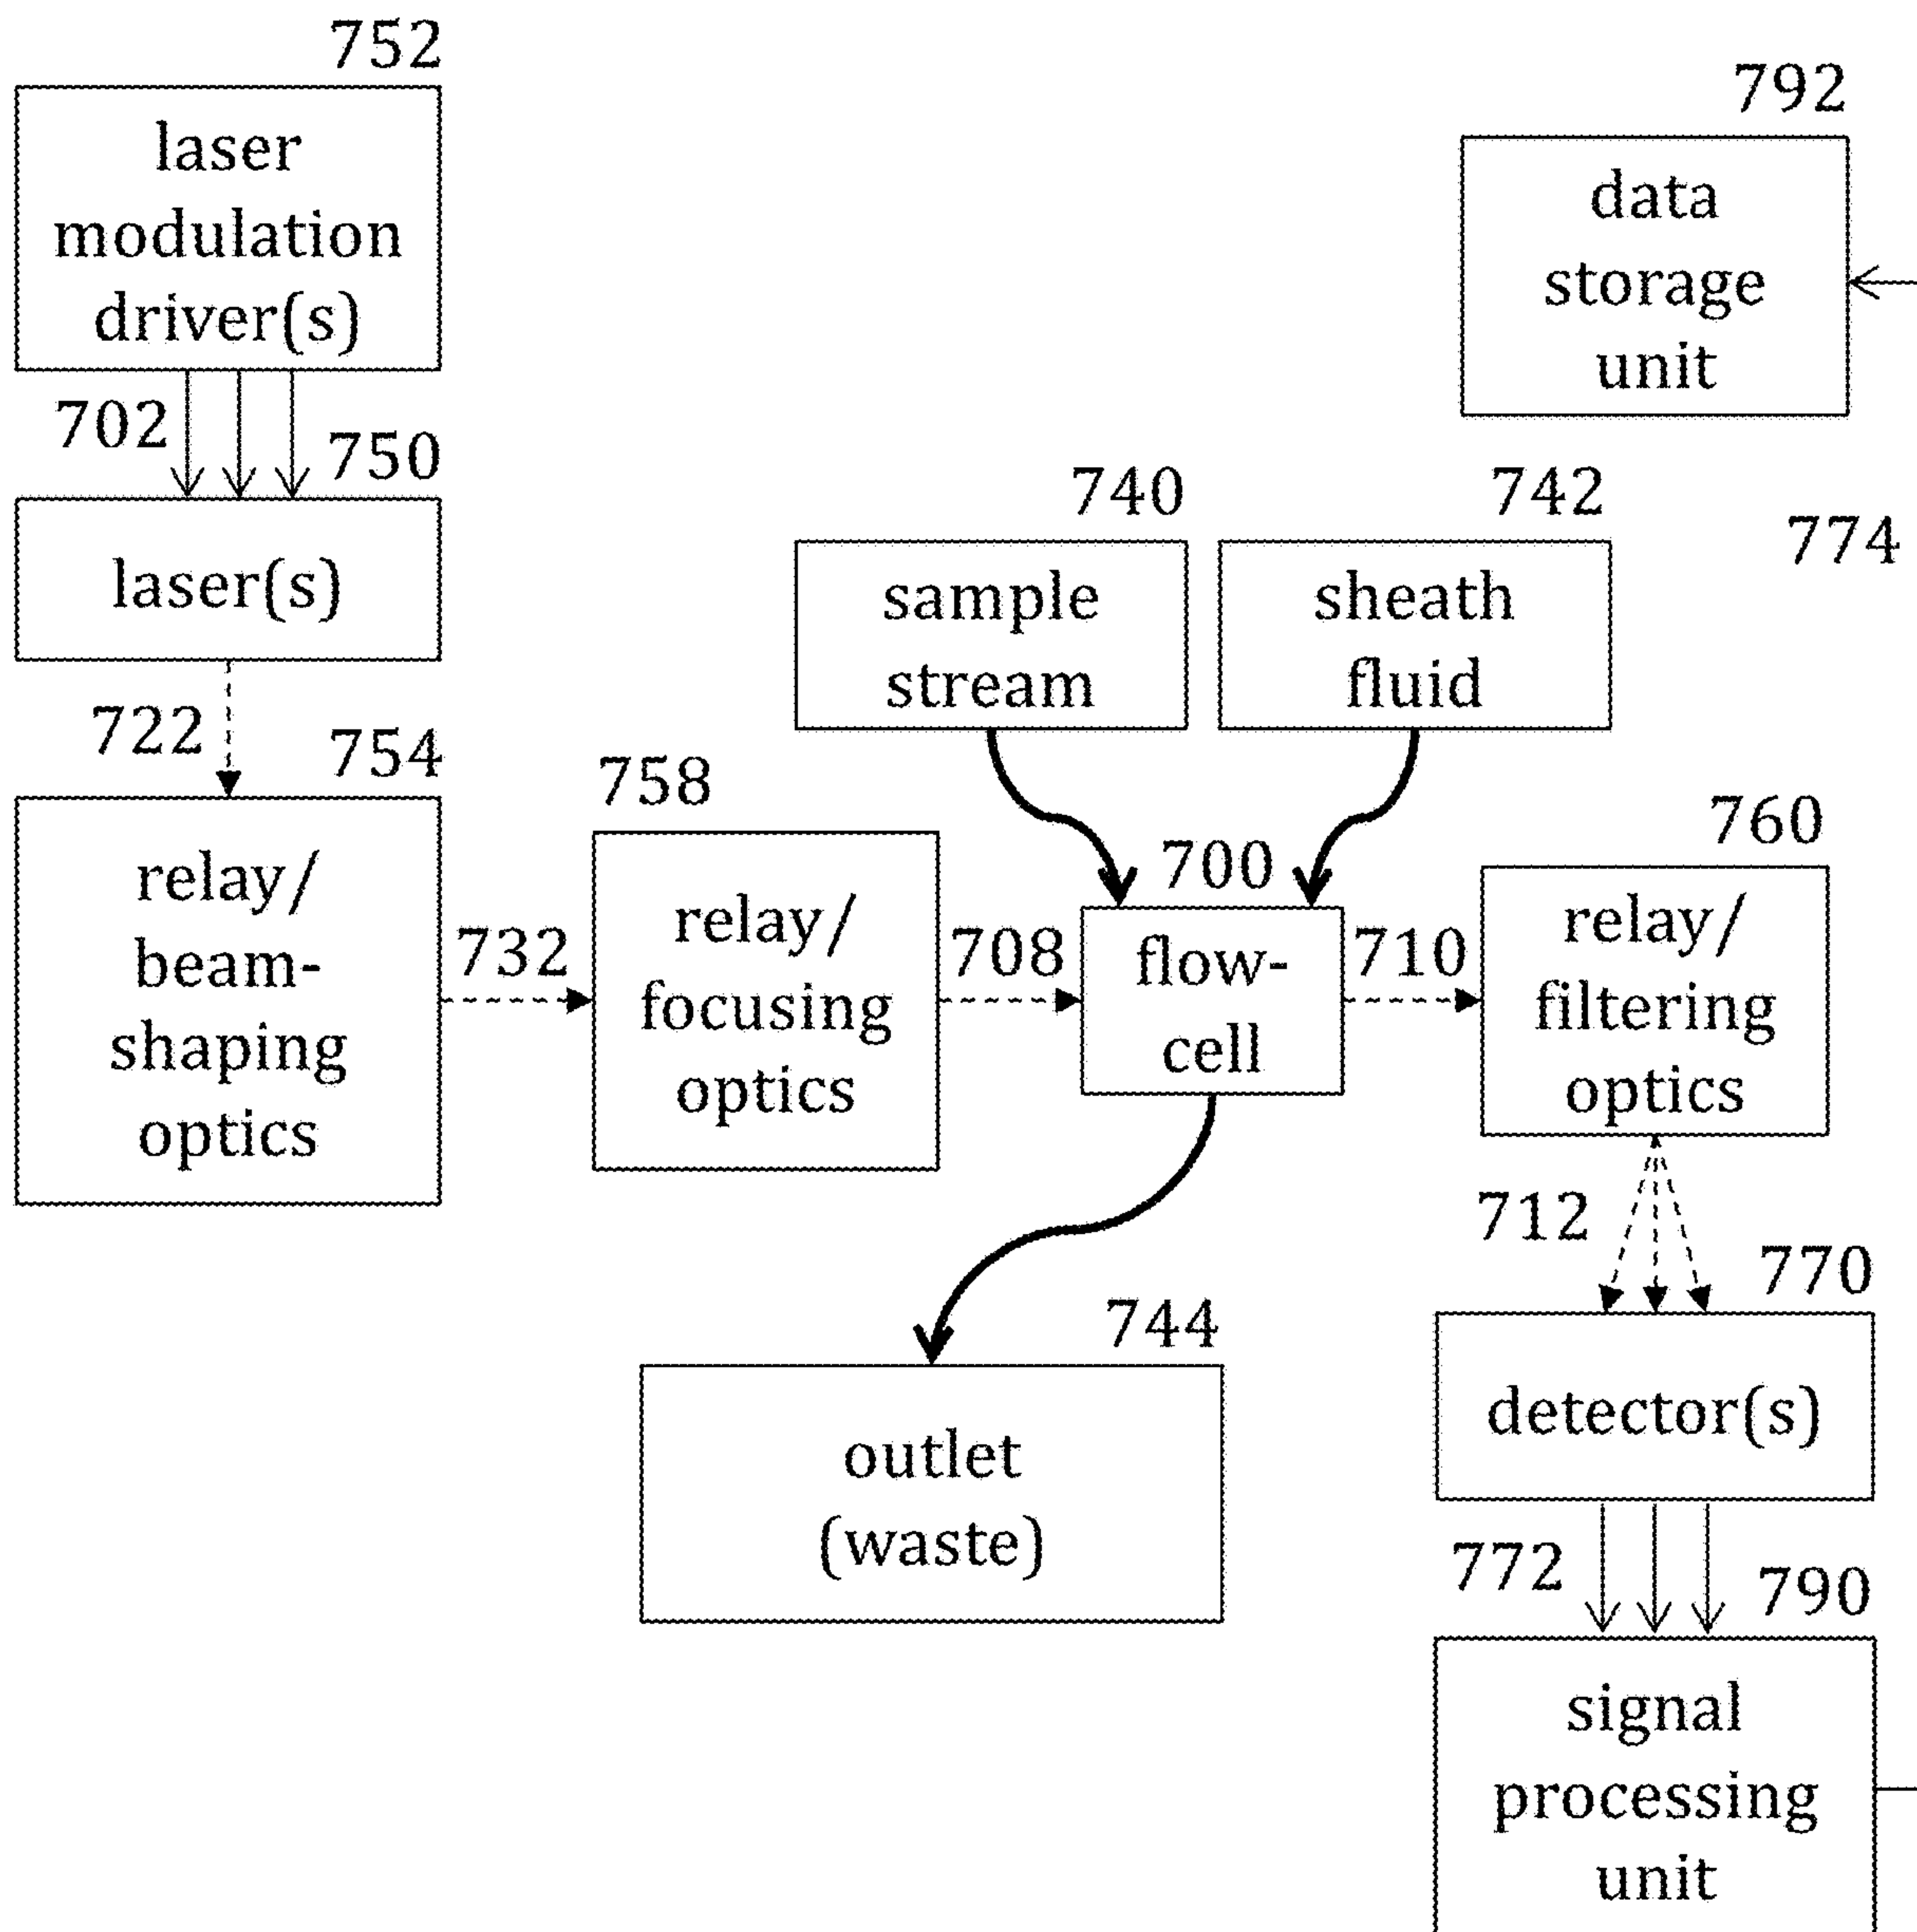 752
laser
modulation
driver(s)
702
750
laser(s)
722
754
relay/
beam-
shaping
optics
732
758
relay/
focusing
optics
708
740
sample
stream
742
sheath
fluid
700
flow-
cell
710
744
outlet
(waste)
760
relay/
filtering
optics
712
770
detector(s)
772
790
signal
processing
unit
774
792
data
storage
unit